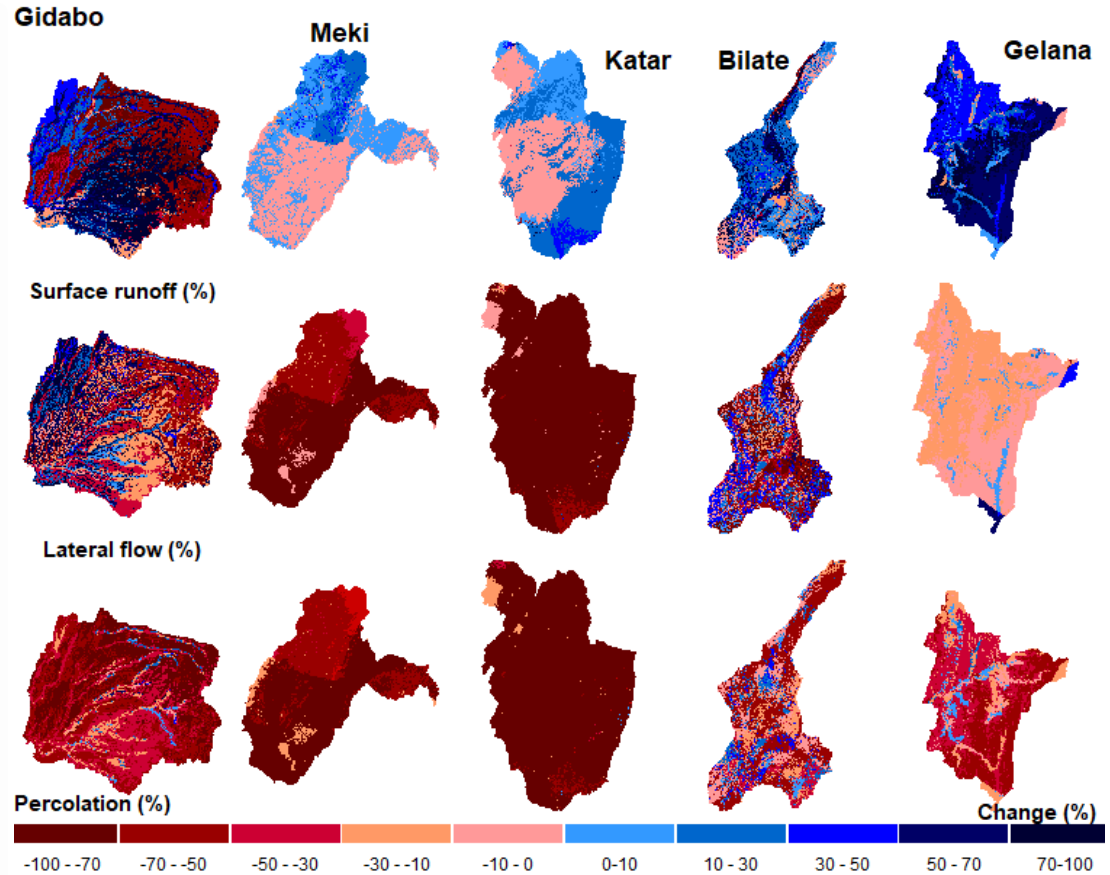 Gidabo
Meki
Katar
Bilate
Gelana
Surface runoff (%)
Lateral flow (%)
Percolation (%)
Change (%)
-100 - -70
-70 - -50
-50 - -30
-30 - -10
-10 - 0
0-10
10 - 30
30 - 50
50 - 70
70-100